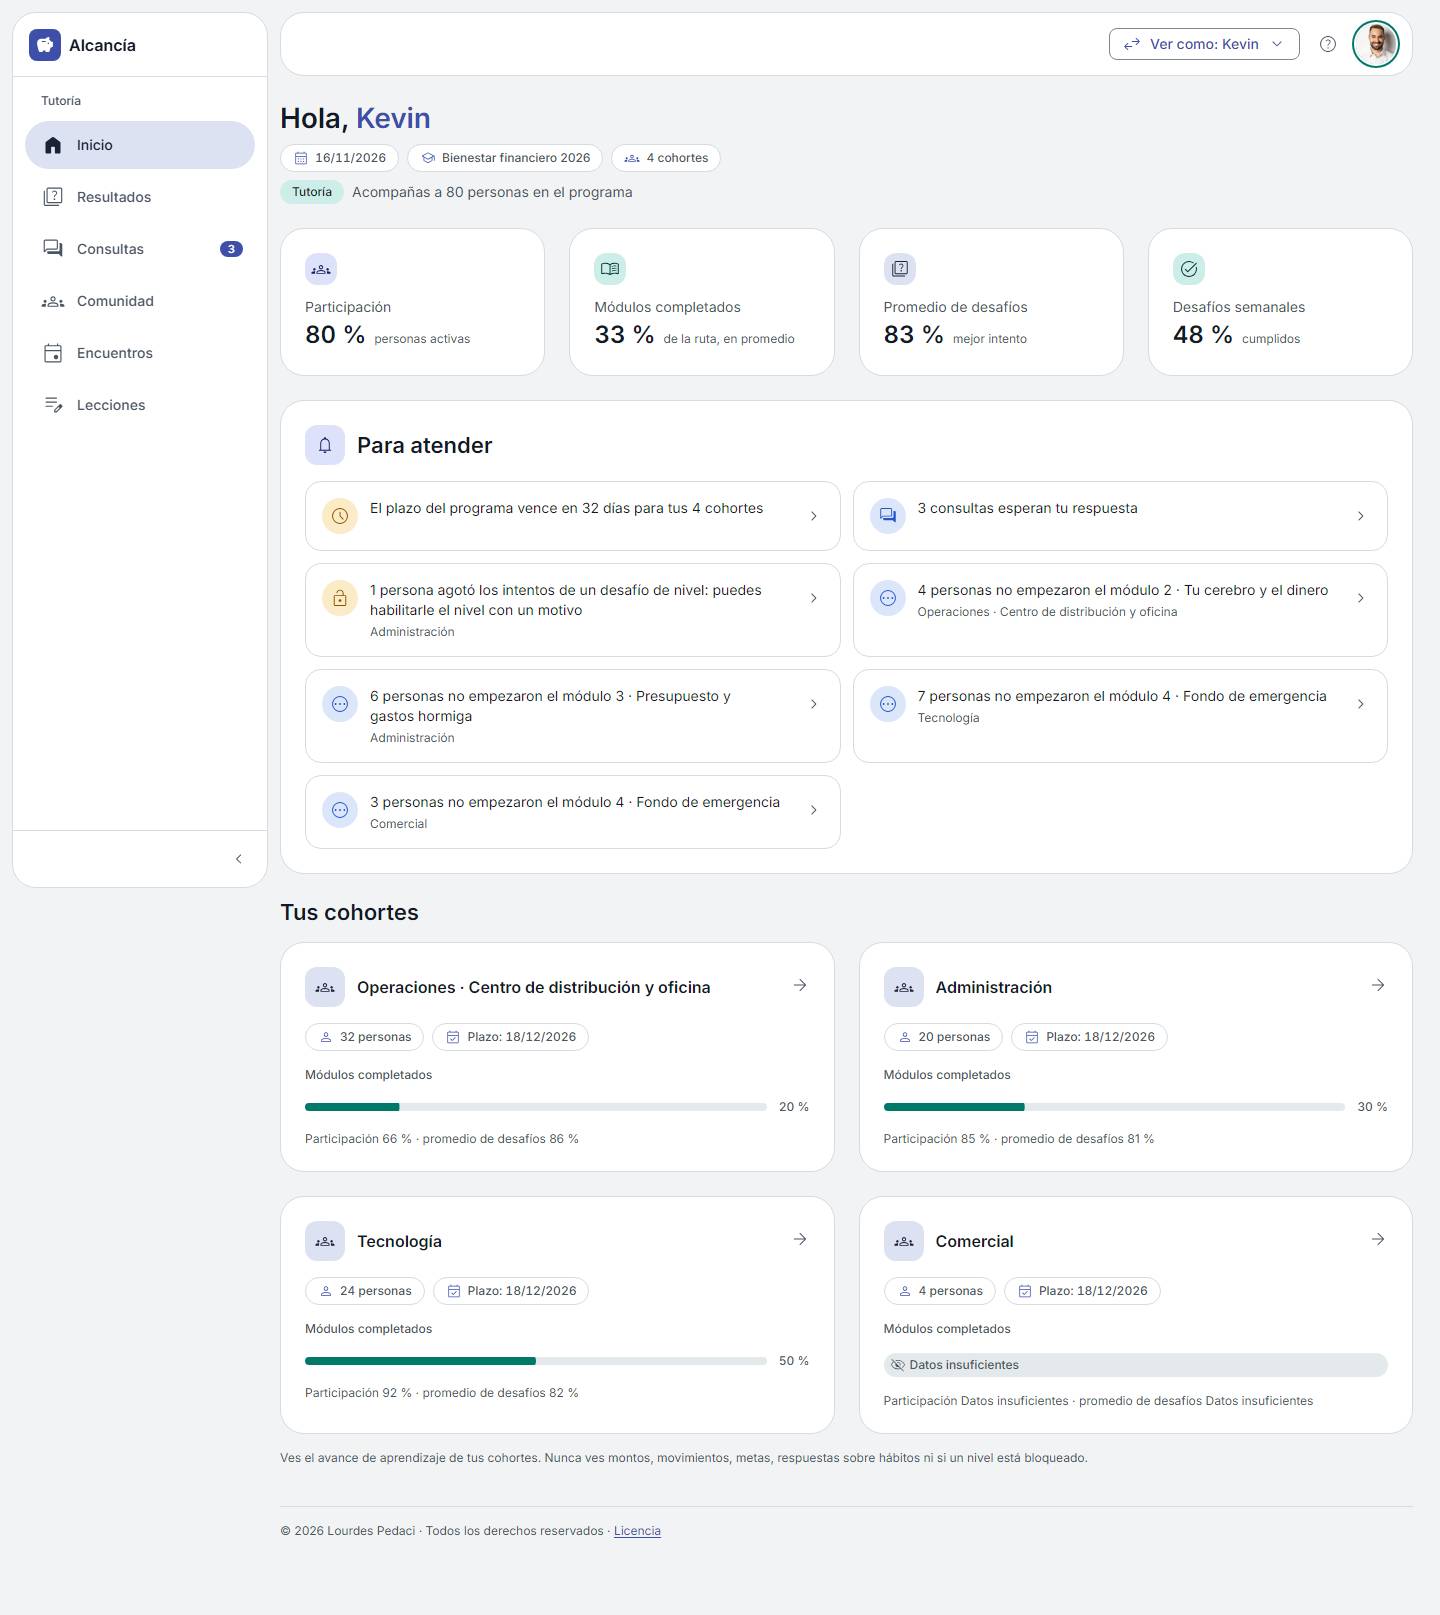 Alcancía
Ver como: Kevin
Tutoría
Inicio
Resultados
Consultas 3
Comunidad
Encuentros
Lecciones
Hola, Kevin
16/11/2026 Bienestar financiero 2026 4 cohortes
Tutoría Acompañas a 80 personas en el programa
Participación
80 % personas activas
Módulos completados
33 % de la ruta, en promedio
Promedio de desafíos
83 % mejor intento
Desafíos semanales
48 % cumplidos
Para atender
El plazo del programa vence en 32 días para tus 4 cohortes
3 consultas esperan tu respuesta
1 persona agotó los intentos de un desafío de nivel: puedes
habilitarle el nivel con un motivo
Administración
4 personas no empezaron el módulo 2 · Tu cerebro y el dinero
Operaciones · Centro de distribución y oficina
6 personas no empezaron el módulo 3 · Presupuesto y
gastos hormiga
Administración
7 personas no empezaron el módulo 4 · Fondo de emergencia
Tecnología
3 personas no empezaron el módulo 4 · Fondo de emergencia
Comercial
Tus cohortes
Operaciones · Centro de distribución y oficina
32 personas Plazo: 18/12/2026
Módulos completados
20 %
Participación 66 % · promedio de desafíos 86 %
Administración
20 personas Plazo: 18/12/2026
Módulos completados
30 %
Participación 85 % · promedio de desafíos 81 %
Tecnología
24 personas Plazo: 18/12/2026
Módulos completados
50 %
Participación 92 % · promedio de desafíos 82 %
Comercial
4 personas Plazo: 18/12/2026
Módulos completados
Datos insuficientes
Participación Datos insuficientes · promedio de desafíos Datos insuficientes
Ves el avance de aprendizaje de tus cohortes. Nunca ves montos, movimientos, metas, respuestas sobre hábitos ni si un nivel está bloqueado.
© 2026 Lourdes Pedaci · Todos los derechos reservados · Licencia